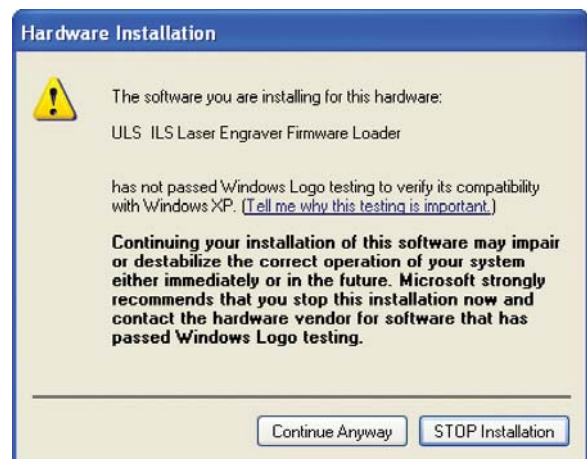 Hardware Installation
The software you are installing for this hardware:
ULS ILS Laser Engraver Firmware Loader
has not passed Windows Logo testing to verify its compatibility
with Windows XP. (Tell me why this testing is important.)
Continuing your installation of this software may impair
or destabilize the correct operation of your system
either immediately or in the future. Microsoft strongly
recommends that you stop this installation now and
contact the hardware vendor for software that has
passed Windows Logo testing.
Continue Anyway
STOP Installation